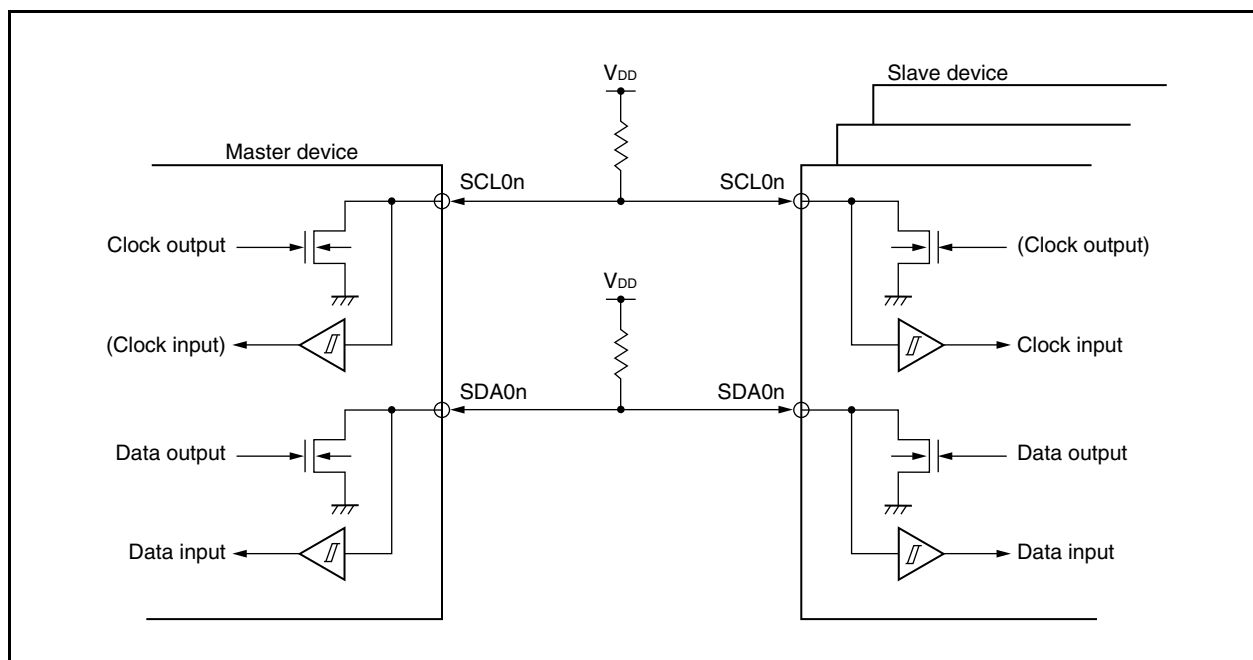 VDD
Slave device
Master device
SCL0n
SCL0n
Clock output
(Clock output)
VDD
(Clock input)
Clock input
SDA0n
SDA0n
Data output
Data output
Data input
Data input